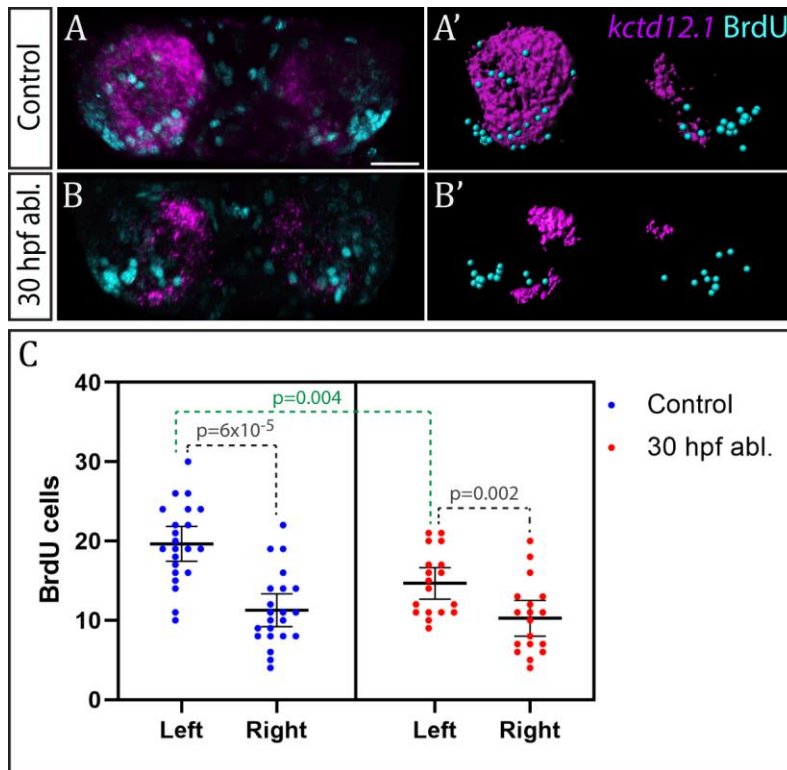 A
A'
kctd12.1 BrdU
Control
B
B'
30 hpf abl.
C
40
30
20
10
0
BrdU cells
p=0.004
p=6x10⁻⁵
p=0.002
Left
Right
Left
Right
Control
30 hpf abl.